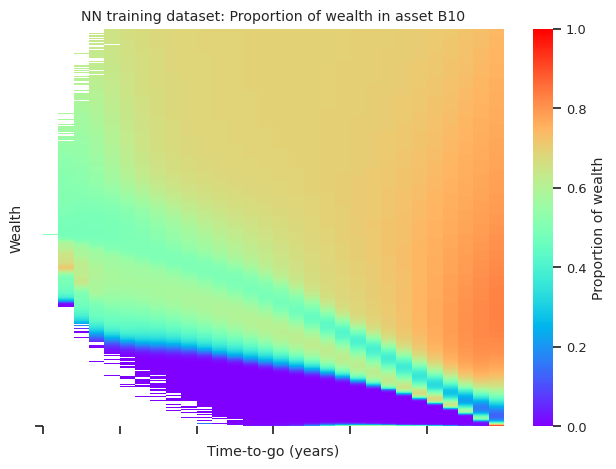 NN training dataset: Proportion of wealth in asset B10
1.0
0.8
0.6
0.4
0.2
0.0
Proportion of wealth
Wealth
Time-to-go (years)